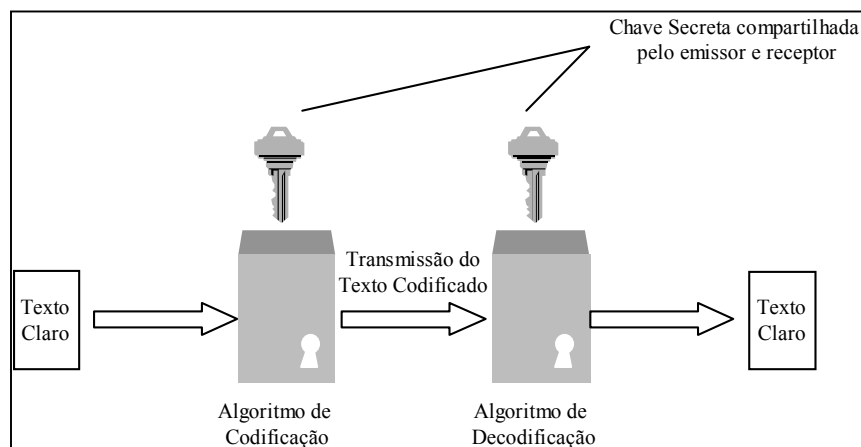 Chave Secreta compartilhada
pelo emissor e receptor
Transmissão do
Texto Codificado
Texto
Claro
Texto
Claro
Algoritmo de
Codificação
Algoritmo de
Decodificação